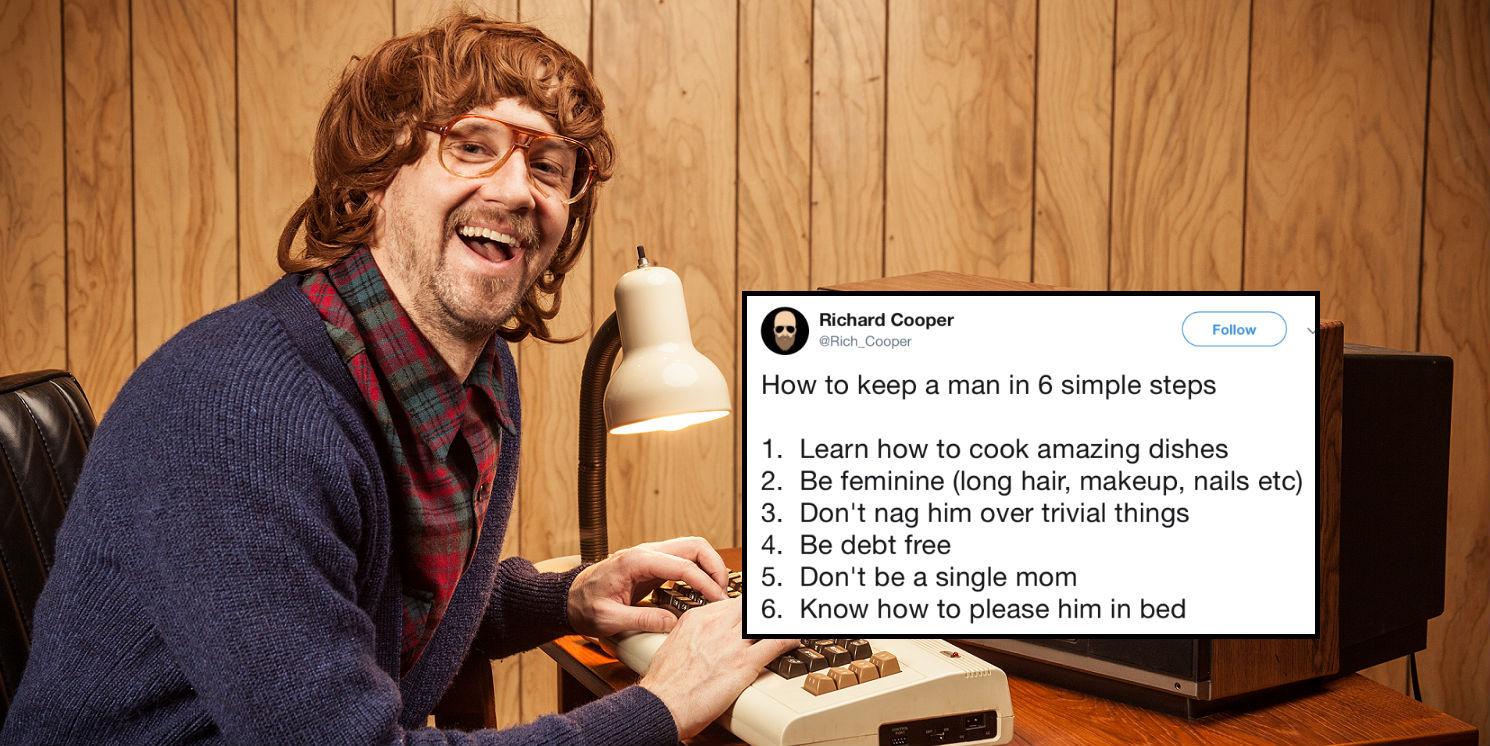 Richard Cooper
@Rich_Cooper
Follow
How to keep a man in 6 simple steps
1. Learn how to cook amazing dishes
2. Be feminine (long hair, makeup, nails etc)
3. Don't nag him over trivial things
4. Be debt free
5. Don't be a single mom
6. Know how to please him in bed